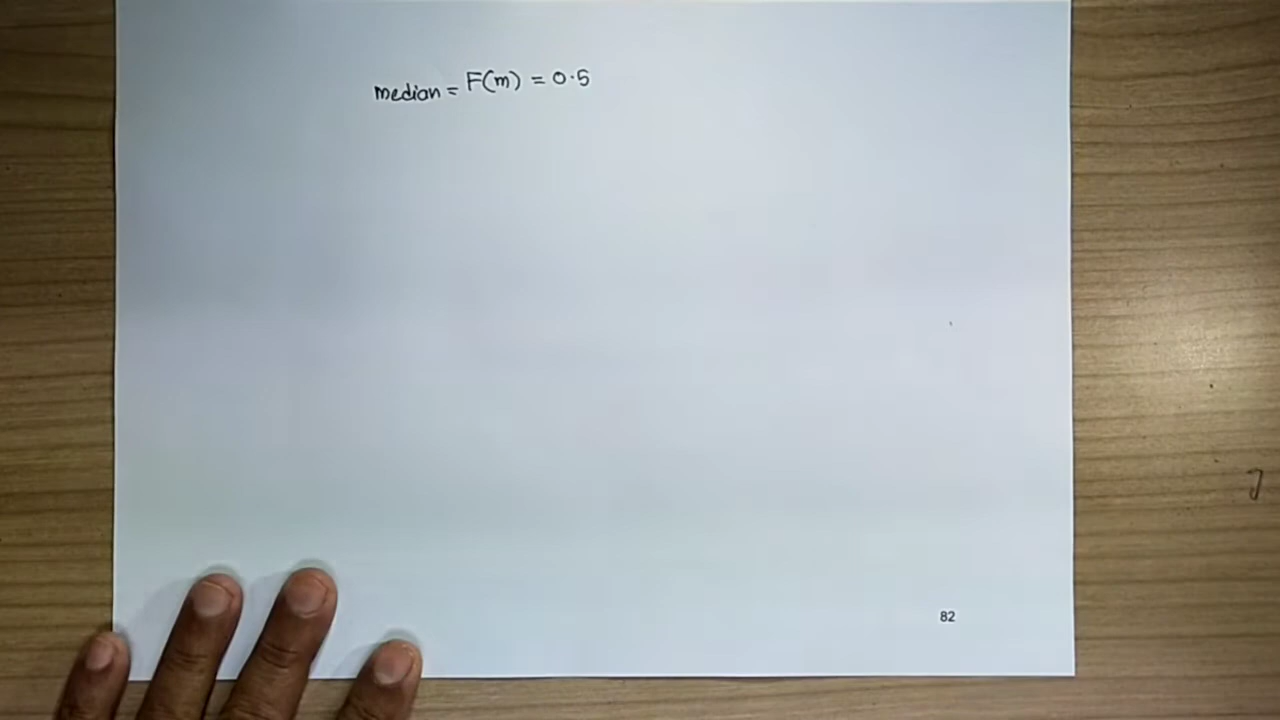 median = F(m) = 0.5
82